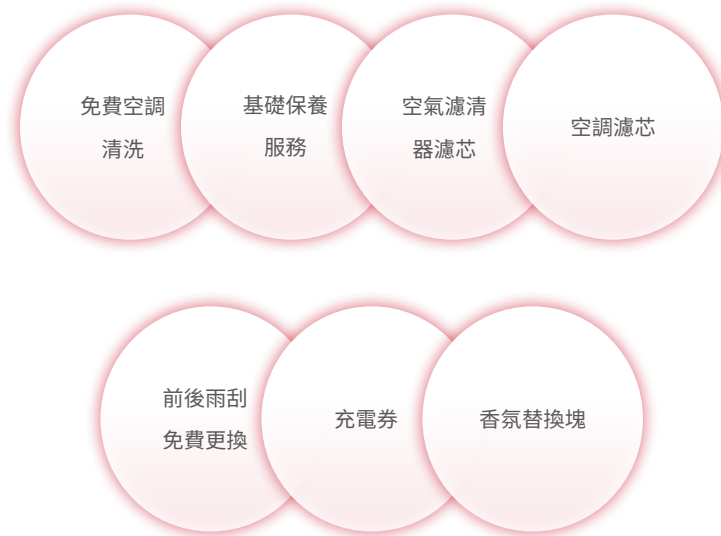 免費空調
清洗
基礎保養
服務
空氣濾清
器濾芯
空調濾芯
前後雨刮
免費更換
充電券
香氛替換塊